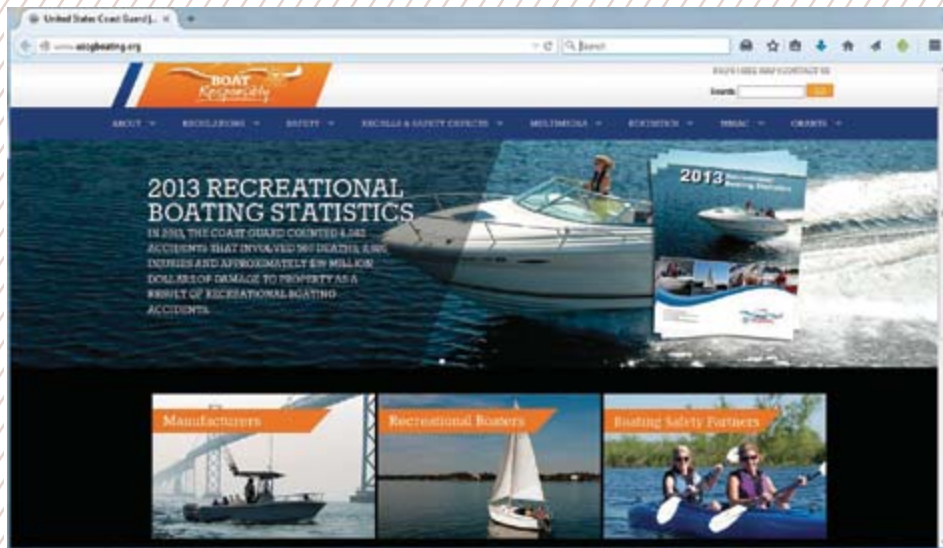 United States Coast Guard
www.uscgboating.org
Search
BOAT
Responsibly
Search
GO
ABOUT REGULATIONS SAFETY RECALLS & SAFETY DEFECTS MULTIMEDIA STATISTICS NBSAC GRANTS
2013 RECREATIONAL
BOATING STATISTICS
IN 2013, THE COAST GUARD COUNTED
ACCIDENTS THAT INVOLVED 560 DEATHS,
INJURIES AND APPROXIMATELY $39 MILLION
DOLLARS OF DAMAGE TO PROPERTY AS A
RESULT OF RECREATIONAL BOATING
ACCIDENTS.
2013 Recreational
Boating Statistics
Manufacturers
Recreational Boaters
Boating Safety Partners